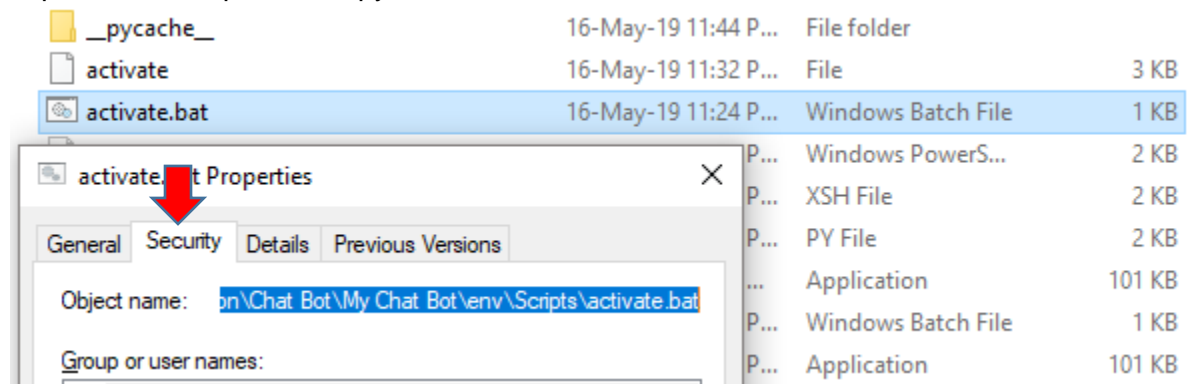 __pycache__ 16-May-19 11:44 P... File folder
activate 16-May-19 11:32 P... File 3 KB
activate.bat 16-May-19 11:24 P... Windows Batch File 1 KB
P... Windows PowerS... 2 KB
activate. t Properties
P... XSH File 2 KB
General Security Details Previous Versions
P... PY File 2 KB
... Application 101 KB
Object name: on\Chat Bot\My Chat Bot\env\Scripts\activate.bat
P... Windows Batch File 1 KB
Group or user names:
P... Application 101 KB